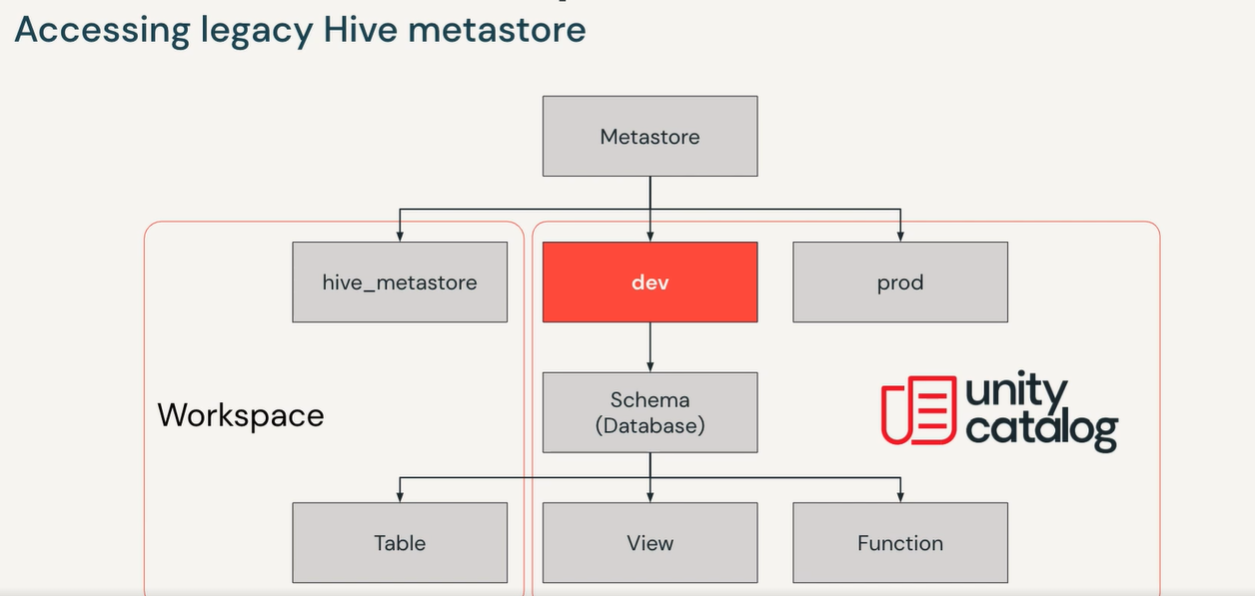 Accessing legacy Hive metastore
Metastore
hive_metastore
dev
prod
Workspace
Schema
(Database)
unity
catalog
Table
View
Function